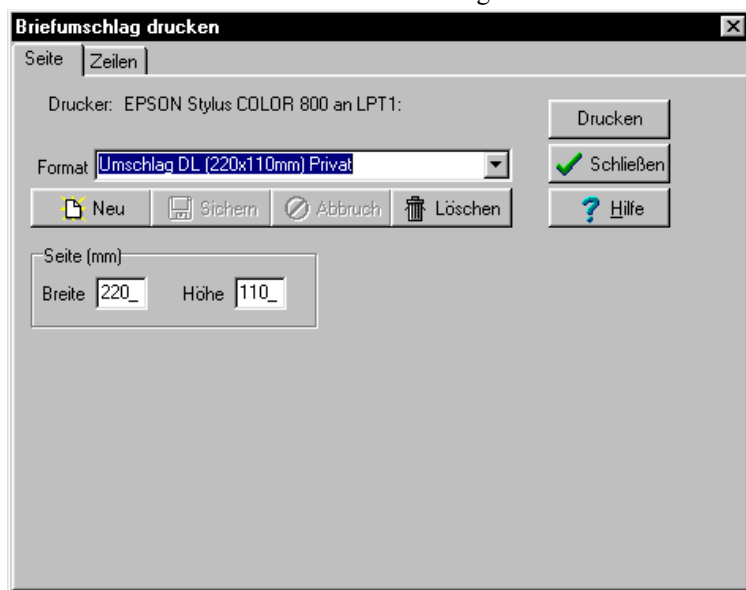 Briefumschlag drucken
Seite Zeilen
Drucker: EPSON Stylus COLOR 800 an LPT1:
Drucken
Format Umschlag DL (220x110mm) Privat
Schließen
Neu Sichern Abbruch Löschen
Hilfe
Seite (mm)
Breite 220_ Höhe 110_